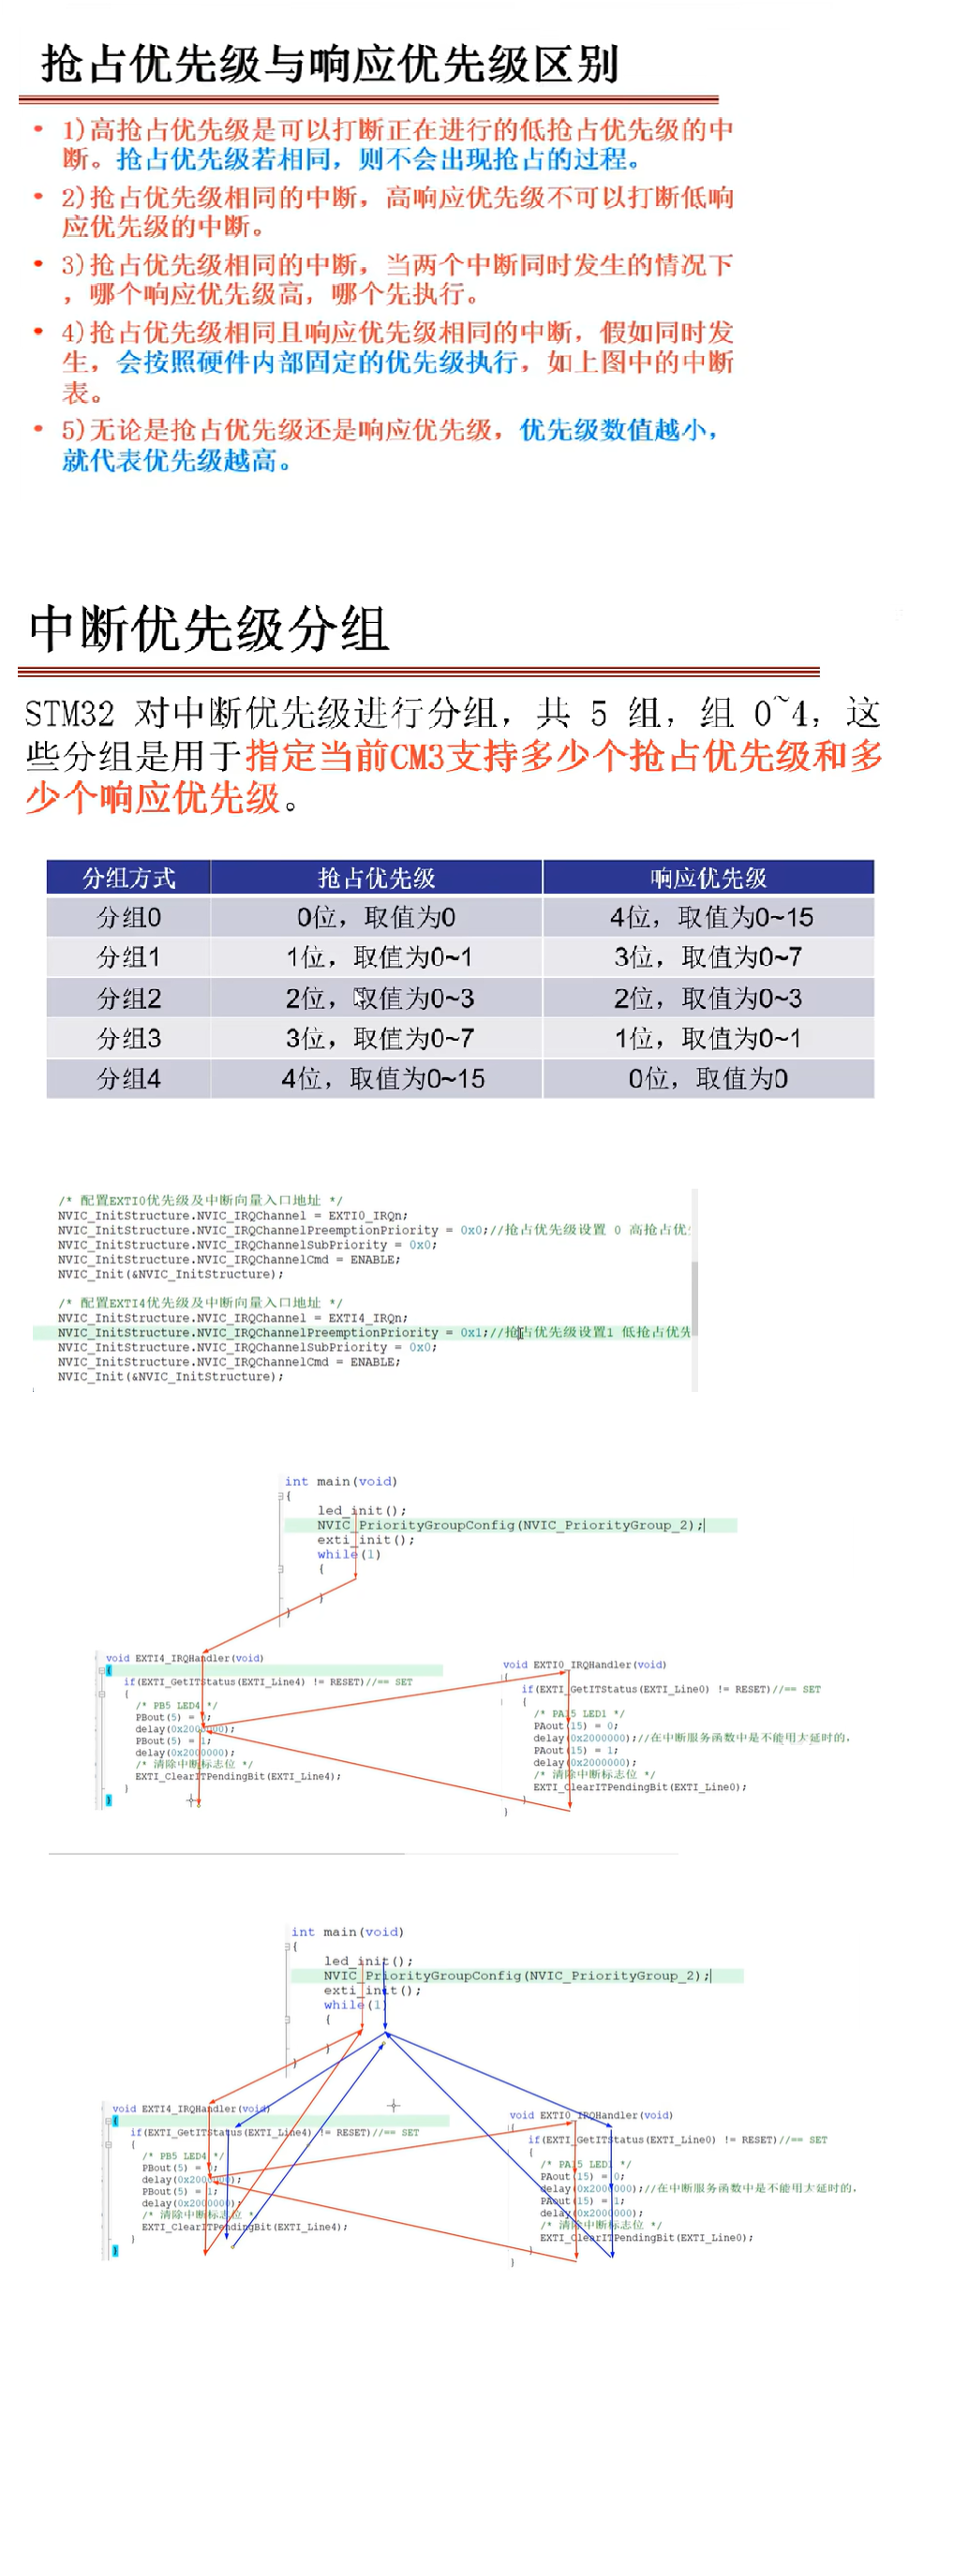 抢占优先级与响应优先级区别
• 1)高抢占优先级是可以打断正在进行的低抢占优先级的中
断。抢占优先级若相同，则不会出现抢占的过程。
• 2)抢占优先级相同的中断，高响应优先级不可以打断低响
应优先级的中断。
• 3)抢占优先级相同的中断，当两个中断同时发生的情况下
，哪个响应优先级高，哪个先执行。
• 4)抢占优先级相同且响应优先级相同的中断，假如同时发
生，会按照硬件内部固定的优先级执行，如上图中的中断
表。
• 5)无论是抢占优先级还是响应优先级，优先级数值越小，
就代表优先级越高。
中断优先级分组
STM32 对中断优先级进行分组，共 5 组，组 0~4，这
些分组是用于指定当前CM3支持多少个抢占优先级和多
少个响应优先级。
分组方式 抢占优先级 响应优先级
分组0 0位，取值为0 4位，取值为0~15
分组1 1位，取值为0~1 3位，取值为0~7
分组2 2位，取值为0~3 2位，取值为0~3
分组3 3位，取值为0~7 1位，取值为0~1
分组4 4位，取值为0~15 0位，取值为0
/* 配置EXTI0优先级及中断向量入口地址 */
NVIC_InitStructure.NVIC_IRQChannel = EXTI0_IRQn;
NVIC_InitStructure.NVIC_IRQChannelPreemptionPriority = 0x0;//抢占优先级设置 0 高抢占优
NVIC_InitStructure.NVIC_IRQChannelSubPriority = 0x0;
NVIC_InitStructure.NVIC_IRQChannelCmd = ENABLE;
NVIC_Init(&NVIC_InitStructure);
/* 配置EXTI4优先级及中断向量入口地址 */
NVIC_InitStructure.NVIC_IRQChannel = EXTI4_IRQn;
NVIC_InitStructure.NVIC_IRQChannelPreemptionPriority = 0x1;//抢占优先级设置1 低抢占优先
NVIC_InitStructure.NVIC_IRQChannelSubPriority = 0x0;
NVIC_InitStructure.NVIC_IRQChannelCmd = ENABLE;
NVIC_Init(&NVIC_InitStructure);
int main(void)
{
led_init();
NVIC_PriorityGroupConfig(NVIC_PriorityGroup_2);
exti_init();
while(1)
{
}
}
void EXTI4_IRQHandler(void)
{
if(EXTI_GetITStatus(EXTI_Line4) != RESET)//== SET
{
/* PB5 LED4 */
PBout(5) = 0;
delay(0x2000000);
PBout(5) = 1;
delay(0x2000000);
/* 清除中断标志位 */
EXTI_ClearITPendingBit(EXTI_Line4);
}
}
void EXTI0_IRQHandler(void)
{
if(EXTI_GetITStatus(EXTI_Line0) != RESET)//== SET
{
/* PA15 LED1 */
PAout(15) = 0;
delay(0x2000000);//在中断服务函数中是不能用大延时的，
PAout(15) = 1;
delay(0x2000000);
/* 清除中断标志位 */
EXTI_ClearITPendingBit(EXTI_Line0);
}
}
int main(void)
{
led_init();
NVIC_PriorityGroupConfig(NVIC_PriorityGroup_2);
exti_init();
while(1)
{
}
}
void EXTI4_IRQHandler(void)
{
if(EXTI_GetITStatus(EXTI_Line4) != RESET)//== SET
{
/* PB5 LED4 */
PBout(5) = 0;
delay(0x2000000);
PBout(5) = 1;
delay(0x2000000);
/* 清除中断标志位 */
EXTI_ClearITPendingBit(EXTI_Line4);
}
}
void EXTI0_IRQHandler(void)
{
if(EXTI_GetITStatus(EXTI_Line0) != RESET)//== SET
{
/* PA15 LED1 */
PAout(15) = 0;
delay(0x2000000);//在中断服务函数中是不能用大延时的，
PAout(15) = 1;
delay(0x2000000);
/* 清除中断标志位 */
EXTI_ClearITPendingBit(EXTI_Line0);
}
}